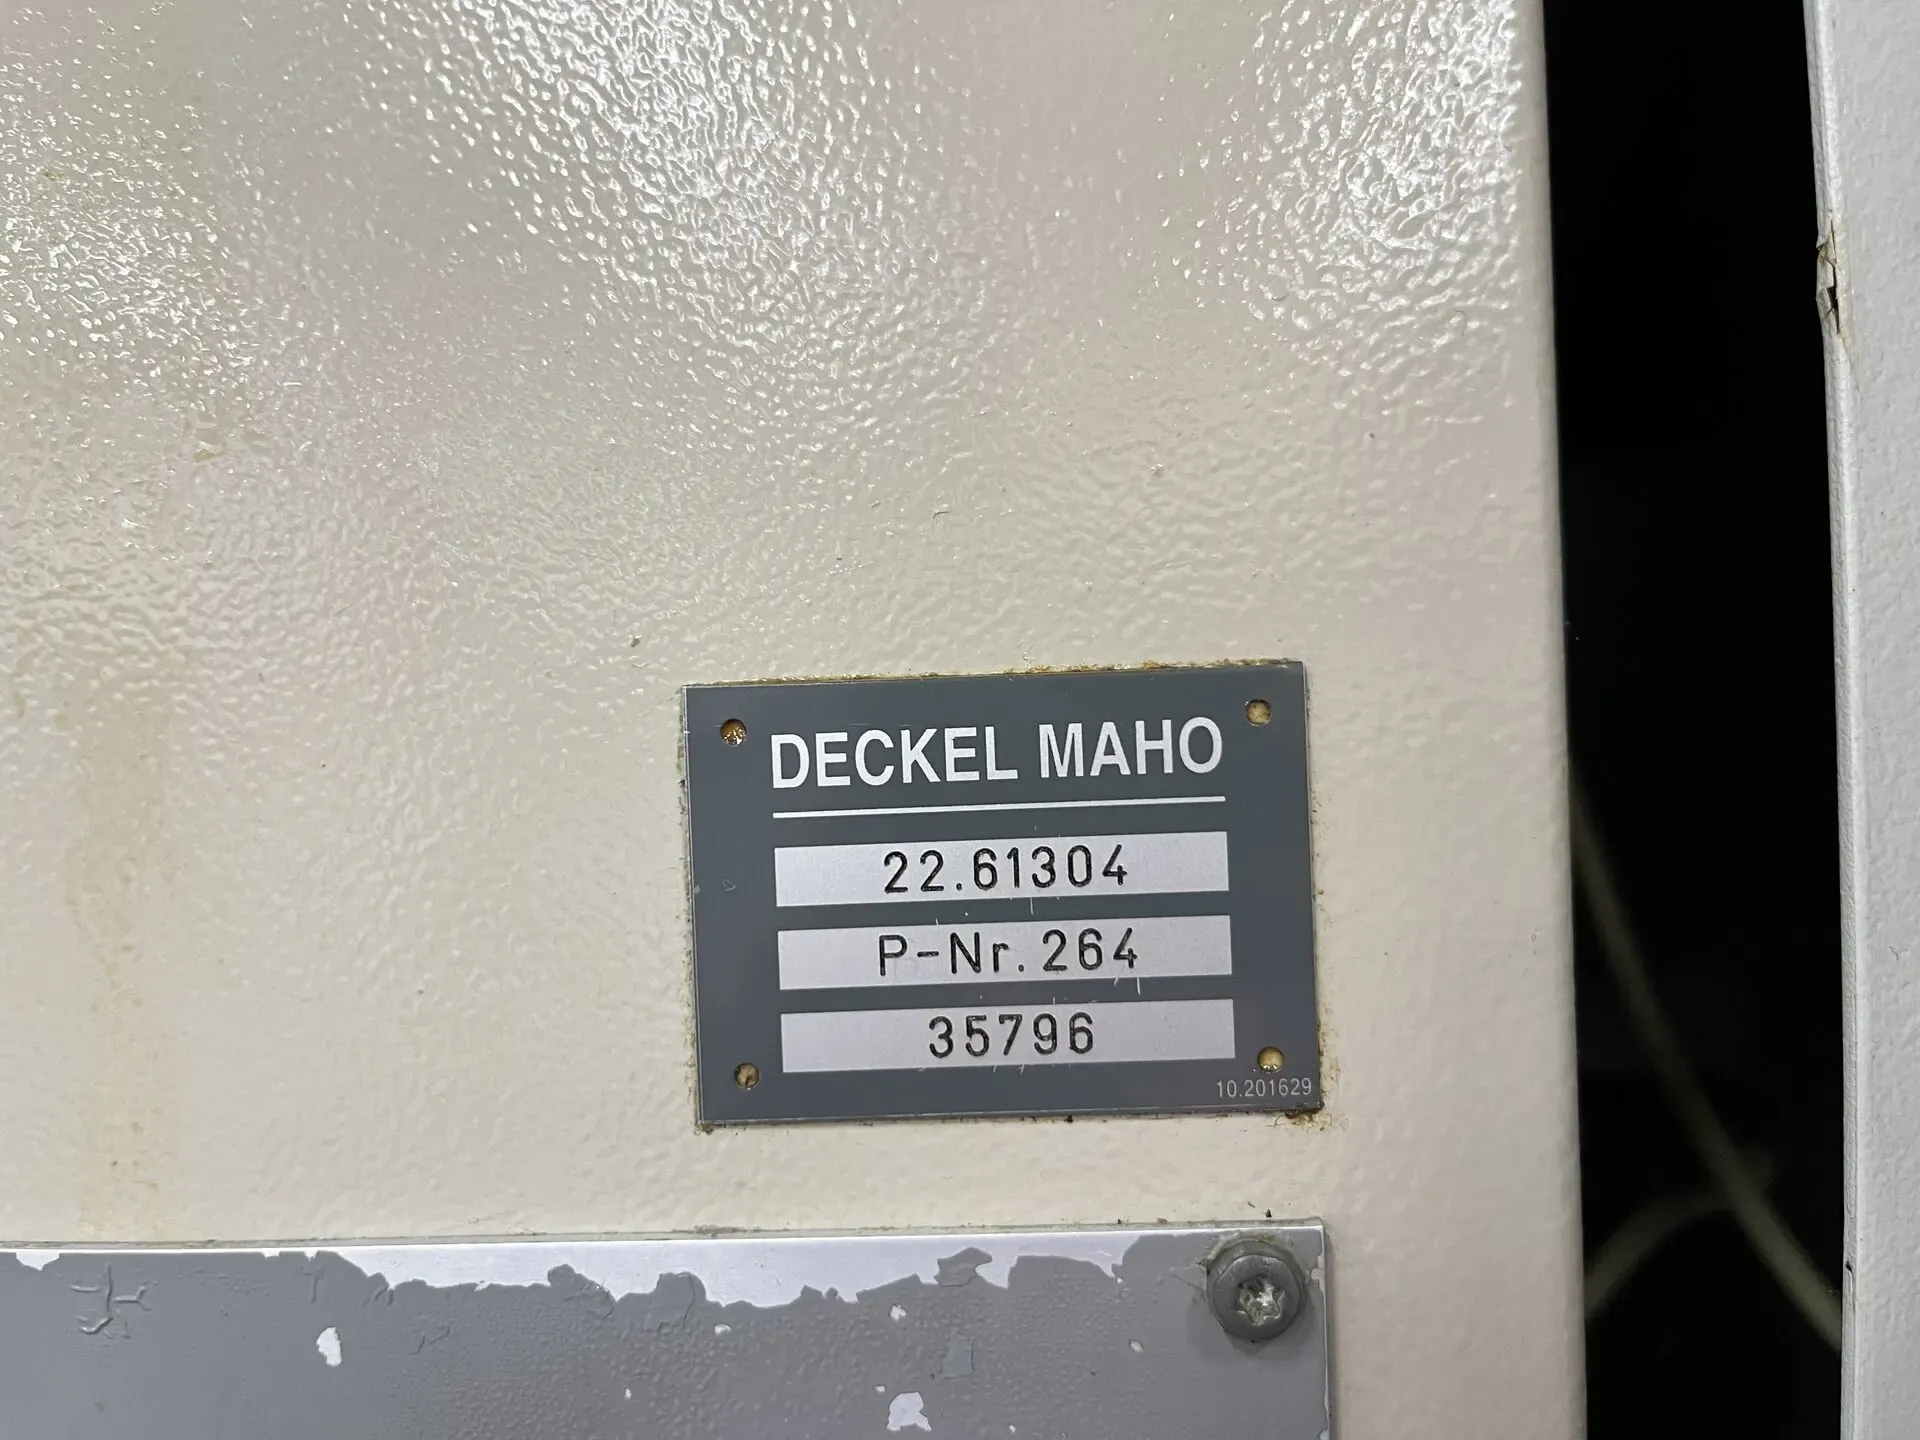 DECKEL MAHO
22.61304
P-Nr. 264
35796
10.201629